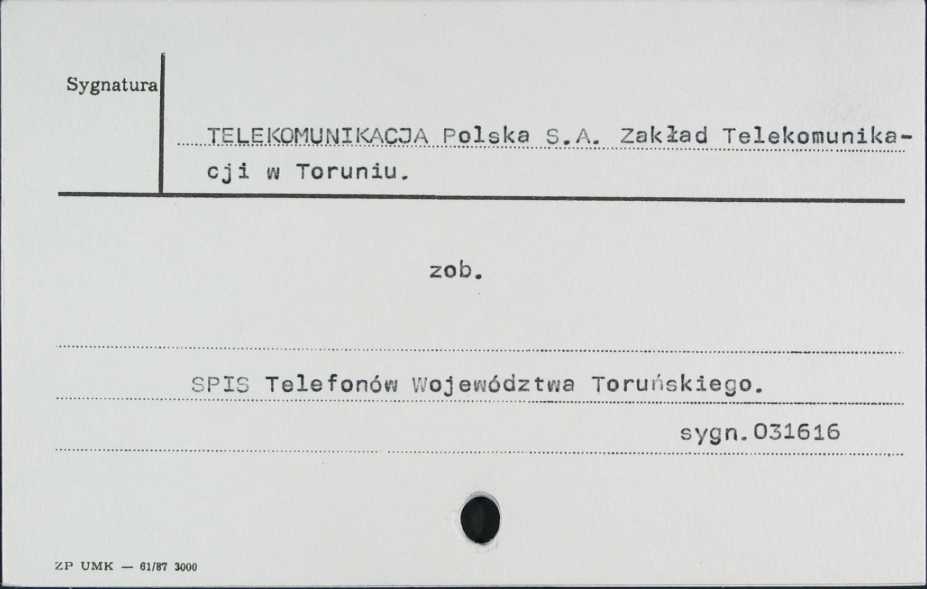 Sygnatura
TELEKOMUNIKACJA Polska S.A. Zakład Telekomunika-
cji w Toruniu.
zob.
SPIS Telefonów Województwa Toruńskiego.
sygn.031616
ZP UMK — 61/87 3000